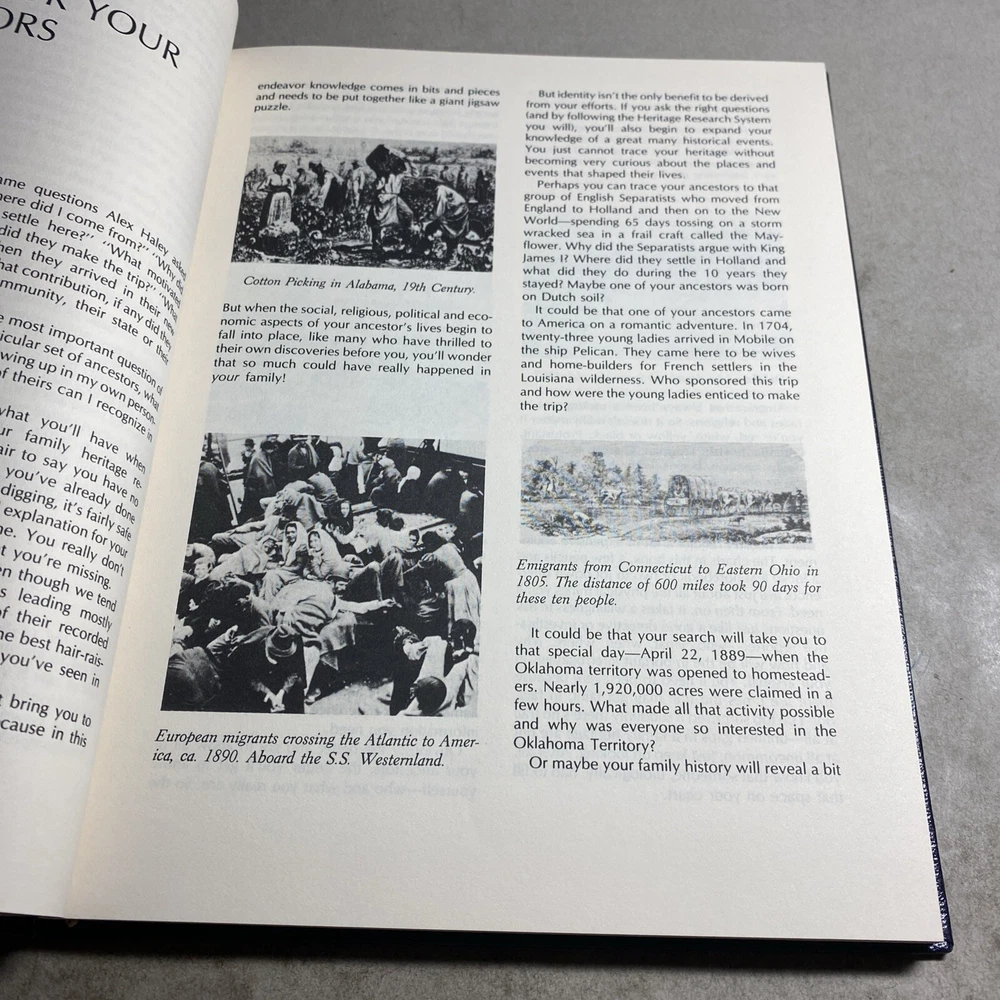 YOUR
ORS
ame questions Alex Haley asked
here did I come from?" "Why did
settle here?" "What motivated
did they make the trip?" "When
hen they arrived in their new
hat contribution, if any did they
mmunity, their state or their
e most important question of
icular set of ancestors, what
wing up in my own person-
of theirs can I recognize in
what you'll have when
ur family heritage re-
air to say you have no
you've already done
digging, it's fairly safe
explanation for your
ne. You really don't
t you're missing.
en though we tend
s leading mostly
of their recorded
he best hair-rais-
you've seen in
t bring you to
cause in this
endeavor knowledge comes in bits and pieces
and needs to be put together like a giant jigsaw
puzzle.
Cotton Picking in Alabama, 19th Century.
But when the social, religious, political and eco-
nomic aspects of your ancestor's lives begin to
fall into place, like many who have thrilled to
their own discoveries before you, you'll wonder
that so much could have really happened in
your family!
European migrants crossing the Atlantic to Amer-
ica, ca. 1890. Aboard the S.S. Westernland.
But identity isn't the only benefit to be derived
from your efforts. If you ask the right questions
(and by following the Heritage Research System
you will), you'll also begin to expand your
knowledge of a great many historical events.
You just cannot trace your heritage without
becoming very curious about the places and
events that shaped their lives.
Perhaps you can trace your ancestors to that
group of English Separatists who moved from
England to Holland and then on to the New
World—spending 65 days tossing on a storm
wracked sea in a frail craft called the May-
flower. Why did the Separatists argue with King
James I? Where did they settle in Holland and
what did they do during the 10 years they
stayed? Maybe one of your ancestors was born
on Dutch soil?
It could be that one of your ancestors came
to America on a romantic adventure. In 1704,
twenty-three young ladies arrived in Mobile on
the ship Pelican. They came here to be wives
and home-builders for French settlers in the
Louisiana wilderness. Who sponsored this trip
and how were the young ladies enticed to make
the trip?
Emigrants from Connecticut to Eastern Ohio in
1805. The distance of 600 miles took 90 days for
these ten people.
It could be that your search will take you to
that special day—April 22, 1889—when the
Oklahoma territory was opened to homestead-
ers. Nearly 1,920,000 acres were claimed in a
few hours. What made all that activity possible
and why was everyone so interested in the
Oklahoma Territory?
Or maybe your family history will reveal a bit